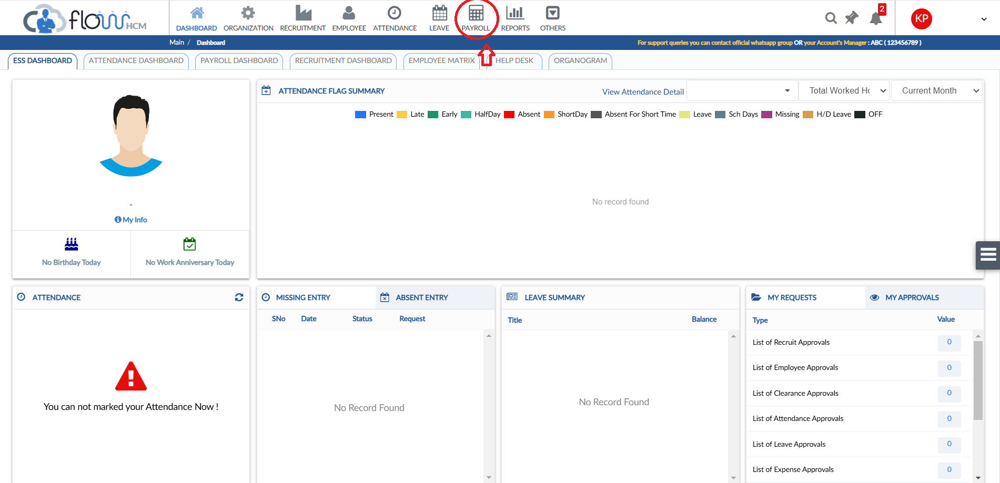 flow HCM
DASHBOARD ORGANIZATION RECRUITMENT EMPLOYEE ATTENDANCE LEAVE PAYROLL REPORTS OTHERS
2
KP
Main / Dashboard
For support queries you can contact official whatsapp group OR your Account's Manager : ABC ( 123456789 )
ESS DASHBOARD ATTENDANCE DASHBOARD PAYROLL DASHBOARD RECRUITMENT DASHBOARD EMPLOYEE MATRIX HELP DESK ORGANOGRAM
ATTENDANCE FLAG SUMMARY View Attendance Detail Total Worked Ho Current Month
Present Late Early HalfDay Absent ShortDay Absent For Short Time Leave Sch Days Missing H/D Leave OFF
No record found
-
My Info
No Birthday Today No Work Anniversary Today
ATTENDANCE
You can not marked your Attendance Now !
MISSING ENTRY ABSENT ENTRY
SNo Date Status Request
No Record Found
LEAVE SUMMARY
Title Balance
No Record Found
MY REQUESTS MY APPROVALS
Type Value
List of Recruit Approvals 0
List of Employee Approvals 0
List of Clearance Approvals 0
List of Attendance Approvals 0
List of Leave Approvals 0
List of Expense Approvals 0